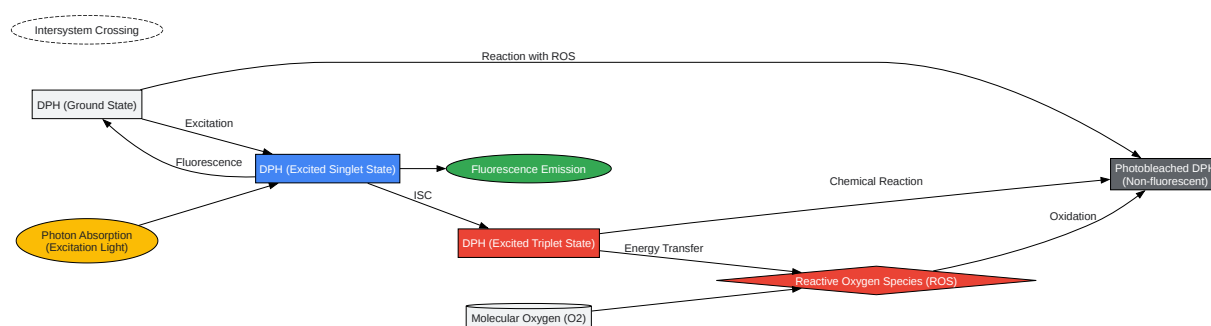 Intersystem Crossing
Reaction with ROS
DPH (Ground State)
Excitation
Fluorescence
DPH (Excited Singlet State)
Fluorescence Emission
Photobleached DPH
(Non-fluorescent)
Chemical Reaction
ISC
Oxidation
Photon Absorption
(Excitation Light)
DPH (Excited Triplet State)
Energy Transfer
Reactive Oxygen Species (ROS)
Molecular Oxygen (O2)